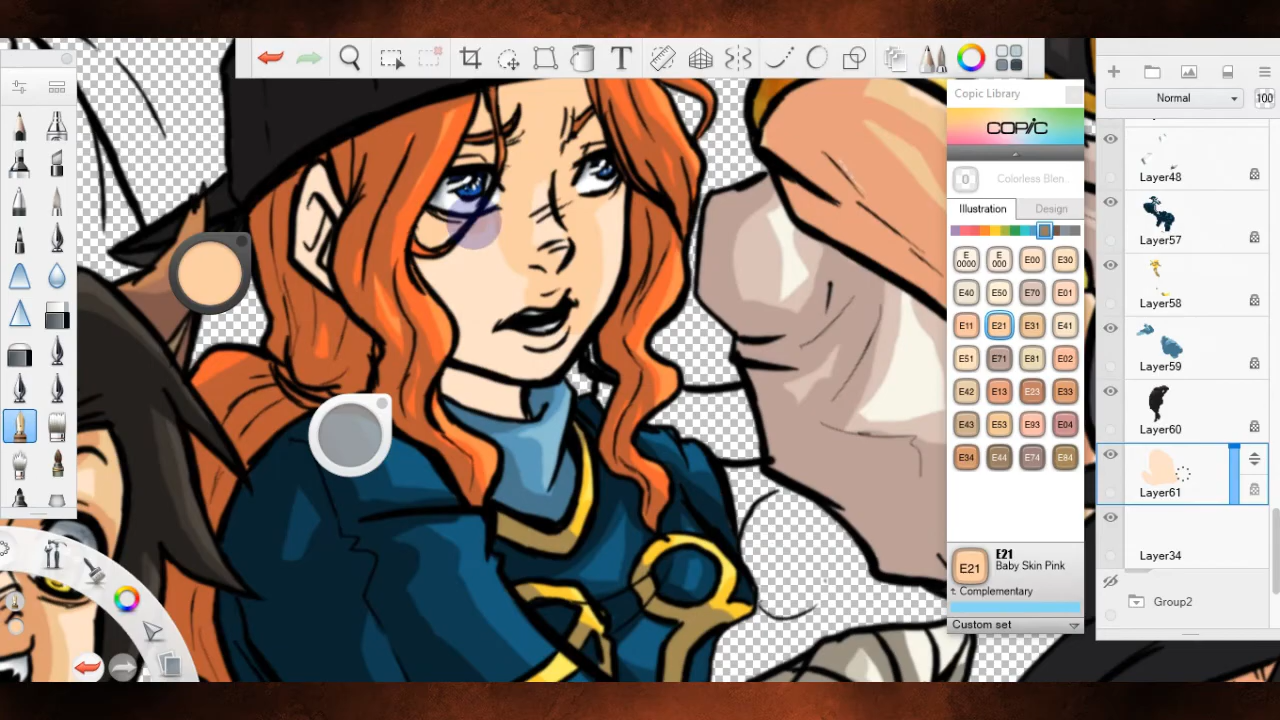 T
Copic Library
COPIC
0 Colorless Blen..
Illustration Design
E0000 E000 E00 E30
E40 E50 E70 E01
E11 E21 E31 E41
E51 E71 E81 E02
E42 E13 E23 E33
E43 E53 E93 E04
E34 E44 E74 E84
E21 E21
Baby Skin Pink
Complementary
Custom set
Normal 100
Layer48
Layer57
Layer58
Layer59
Layer60
Layer61
Layer34
Group2